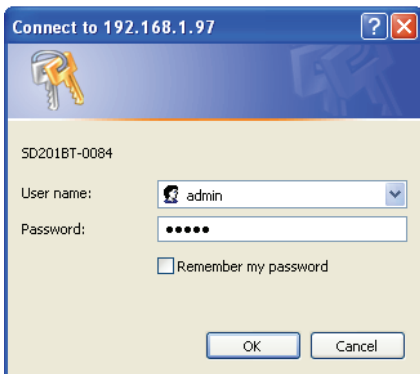 Connect to 192.168.1.97
SD201BT-0084
User name: admin
Password: •••••
Remember my password
OK Cancel